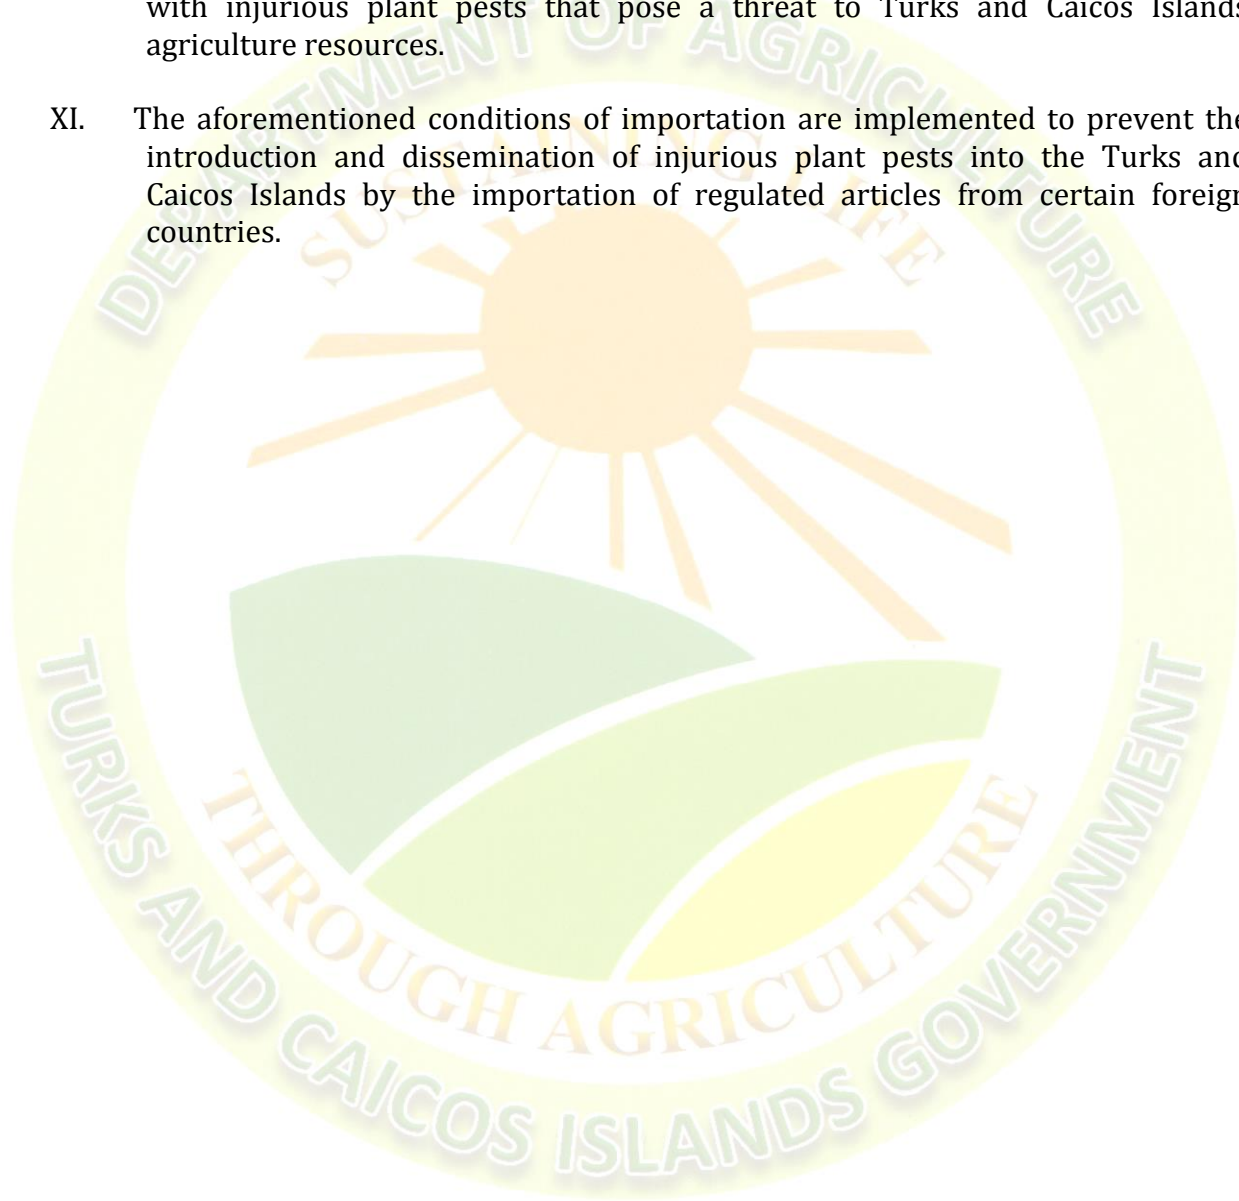 with injurious plant pests that pose a threat to Turks and Caicos Islands
agriculture resources.
XI. The aforementioned conditions of importation are implemented to prevent the
introduction and dissemination of injurious plant pests into the Turks and
Caicos Islands by the importation of regulated articles from certain foreign
countries.
DEPARTMENT OF AGRICULTURE
SUSTAINING LIFE
THROUGH AGRICULTURE
TURKS AND CAICOS ISLANDS GOVERNMENT